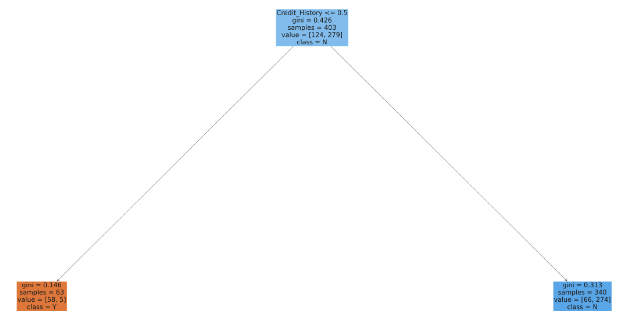 Credit_History <= 0.5
gini = 0.426
samples = 403
value = [124, 279]
class = N
gini = 0.146
samples = 63
value = [58, 5]
class = Y
gini = 0.313
samples = 340
value = [66, 274]
class = N